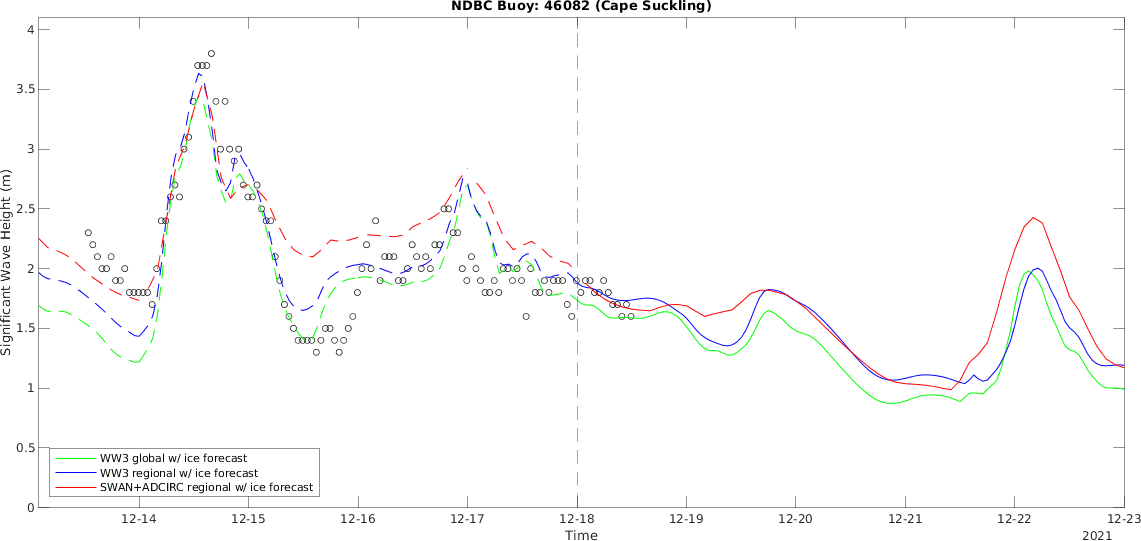 NDBC Buoy: 46082 (Cape Suckling)
4
3.5
3
2.5
2
1.5
1
0.5
0
Significant Wave Height (m)
WW3 global w/ ice forecast
WW3 regional w/ ice forecast
SWAN+ADCIRC regional w/ ice forecast
12-14 12-15 12-16 12-17 12-18 12-19 12-20 12-21 12-22 12-23
Time
2021